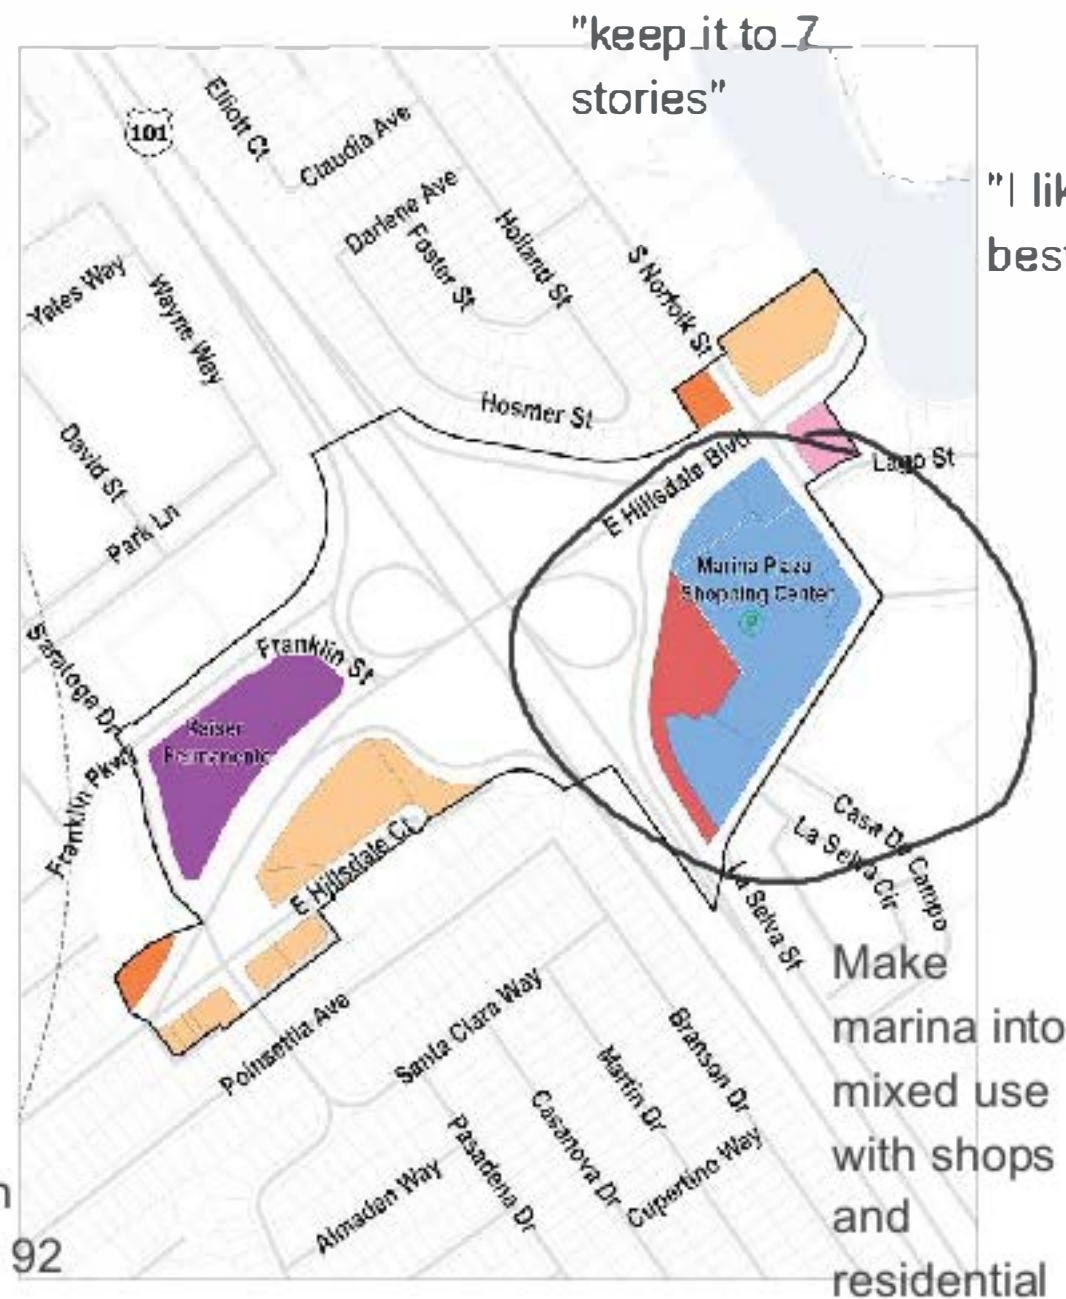 "keep it to 7
stories"
"I lik
best
101
Elliott Ct
Claudia Ave
Darlene Ave
Foster St
Holland St
S Norfolk St
Yates Way
Wayne Way
Hosmer St
David St
Park Ln
E Hillsdale Blvd
Lago St
Marina Plaza
Shopping Center
Saratoga Dr
Franklin St
Kaiser
Permanente
Franklin Pkwy
E Hillsdale Ct
Casa De Campo
La Selva Cir
La Selva St
Poinsettia Ave
Santa Clara Way
Branson Dr
Martin Dr
Casanova Dr
Pasadena Dr
Cupertino Way
Almaden Way
n
92
Make
marina into
mixed use
with shops
and
residential